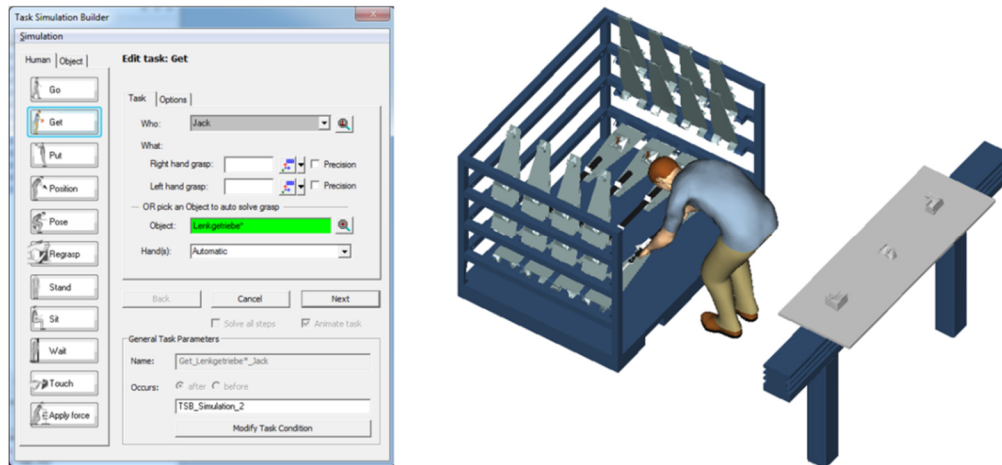 Task Simulation Builder
Simulation
Human Object
Edit task: Get
Go
Get
Put
Position
Pose
Regrasp
Stand
Sit
Wait
Touch
Apply force
Task Options
Who: Jack
What:
Right hand grasp: Precision
Left hand grasp: Precision
OR pick an Object to auto solve grasp
Object: Lenkgetriebe*
Hand(s): Automatic
Back Cancel Next
Solve all steps Animate task
General Task Parameters
Name: Get_Lenkgetriebe*_Jack
Occurs: after before
TSB_Simulation_2
Modify Task Condition